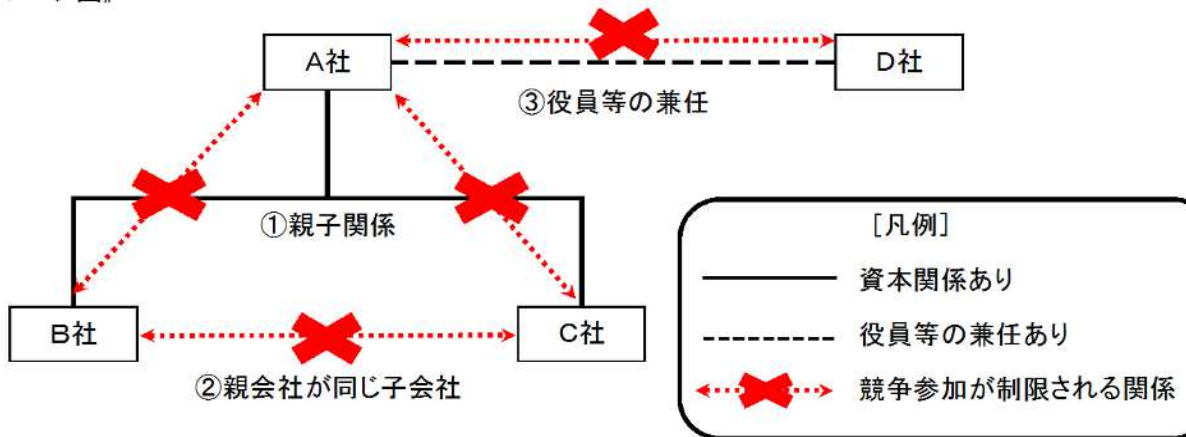 A社
D社
③役員等の兼任
①親子関係
[凡例]
資本関係あり
B社
C社
役員等の兼任あり
②親会社が同じ子会社
競争参加が制限される関係